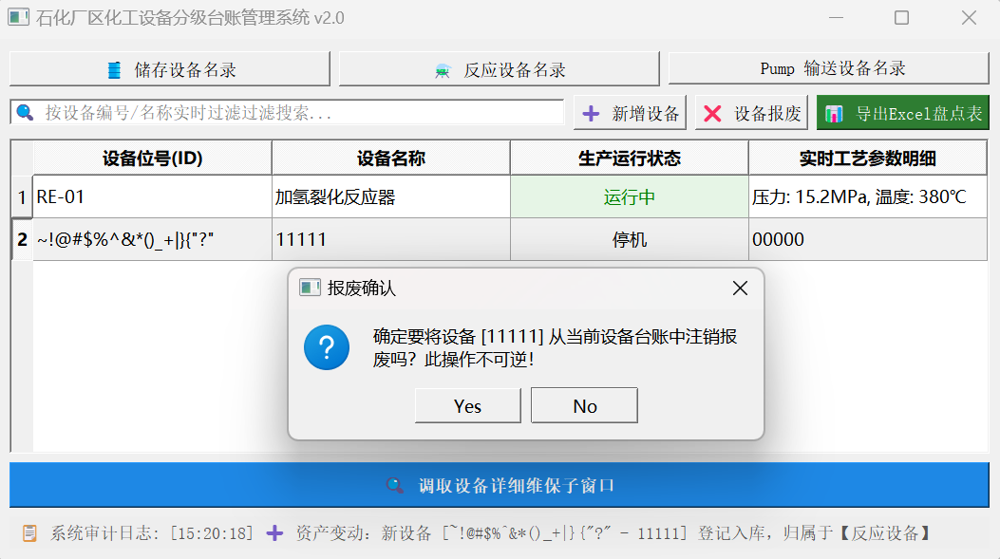 石化厂区化工设备分级台账管理系统 v2.0
储存设备名录
反应设备名录
Pump 输送设备名录
按设备编号/名称实时过滤过滤搜索...
新增设备
设备报废
导出Excel盘点表
设备位号(ID) 设备名称 生产运行状态 实时工艺参数明细
1 RE-01 加氢裂化反应器 运行中 压力: 15.2MPa, 温度: 380℃
2 ~!@#$%^&*()_+|}{"?" 11111 停机 00000
报废确认
确定要将设备 [11111] 从当前设备台账中注销报
废吗？此操作不可逆！
Yes No
调取设备详细维保子窗口
系统审计日志: [15:20:18] ➕ 资产变动: 新设备 [~!@#$%^&*()_+|}{"?" - 11111] 登记入库，归属于【反应设备】